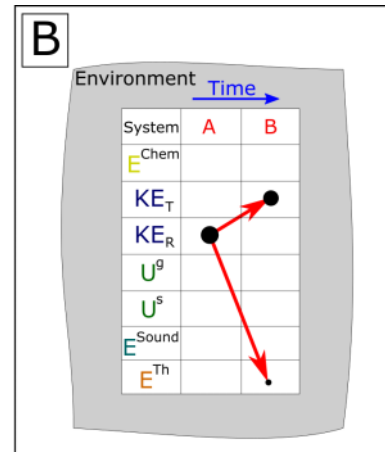 B
Environment
Time
System A B
E^Chem
KE_T
KE_R
U^g
U^s
E^Sound
E^Th